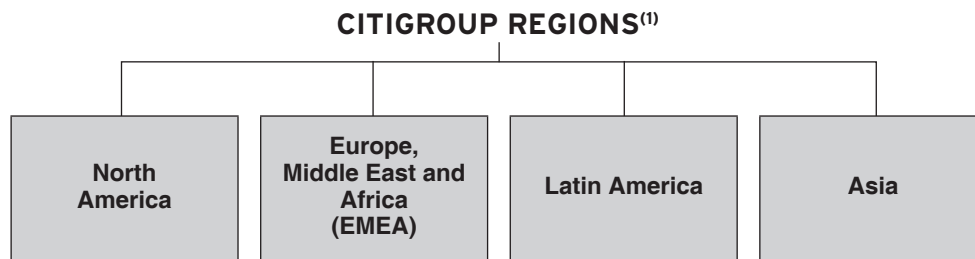 CITIGROUP REGIONS(1)
North
America
Europe,
Middle East and
Africa
(EMEA)
Latin America
Asia